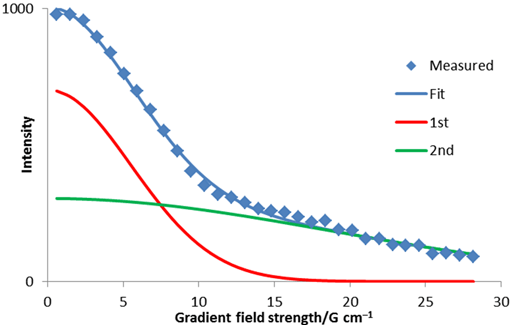 1000
Intensity
0
0 5 10 15 20 25 30
Gradient field strength/G cm⁻¹
Measured
Fit
1st
2nd